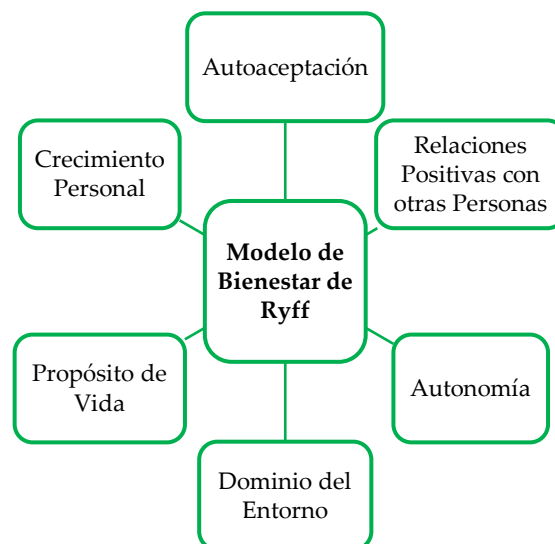 Autoaceptación
Relaciones
Positivas con
otras Personas
Crecimiento
Personal
Modelo de
Bienestar de
Ryff
Autonomía
Propósito de
Vida
Dominio del
Entorno